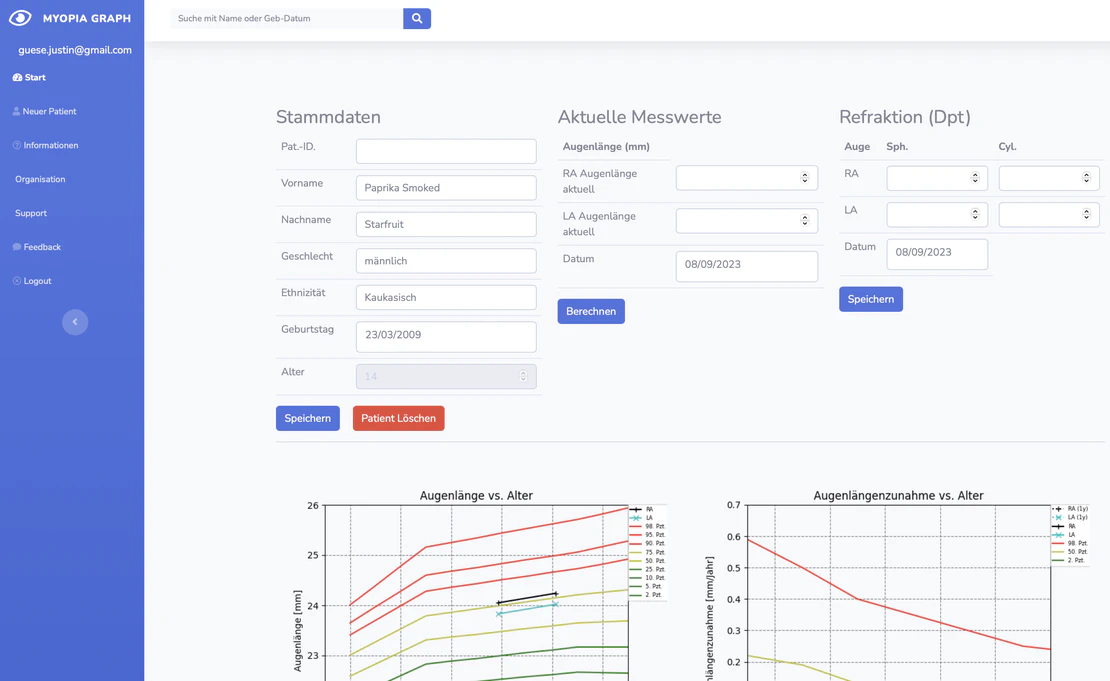 MYOPIA GRAPH
guese.justin@gmail.com
Start
Neuer Patient
Informationen
Organisation
Support
Feedback
Logout
Suche mit Name oder Geb-Datum
Stammdaten
Pat.-ID.
Vorname
Paprika Smoked
Nachname
Starfruit
Geschlecht
männlich
Ethnizität
Kaukasisch
Geburtstag
23/03/2009
Alter
14
Speichern
Patient Löschen
Aktuelle Messwerte
Augenlänge (mm)
RA Augenlänge
aktuell
LA Augenlänge
aktuell
Datum
08/09/2023
Berechnen
Refraktion (Dpt)
Auge Sph. Cyl.
RA
LA
Datum
08/09/2023
Speichern
Augenlänge vs. Alter
26
25
24
23
Augenlänge [mm]
RA
LA
98. Pzt.
95. Pzt.
90. Pzt.
75. Pzt.
50. Pzt.
25. Pzt.
10. Pzt.
5. Pzt.
2. Pzt.
Augenlängenzunahme vs. Alter
0.7
0.6
0.5
0.4
0.3
0.2
nlängenzunahme [mm/jahr]
RA (1y)
LA (1y)
RA
LA
98. Pzt.
50. Pzt.
2. Pzt.